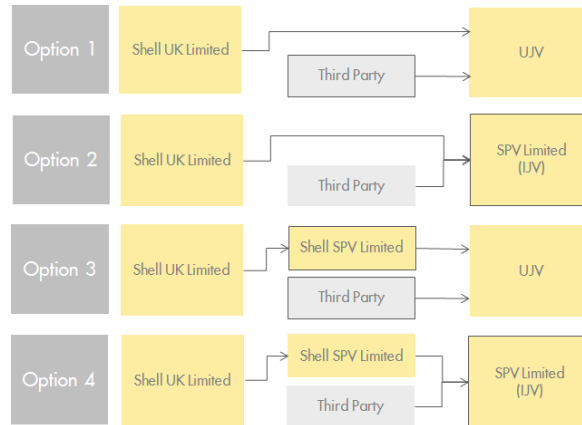 Option 1
Shell UK Limited
Third Party
UJV
Option 2
Shell UK Limited
Third Party
SPV Limited
(IJV)
Option 3
Shell UK Limited
Shell SPV Limited
Third Party
UJV
Option 4
Shell UK Limited
Shell SPV Limited
Third Party
SPV Limited
(IJV)